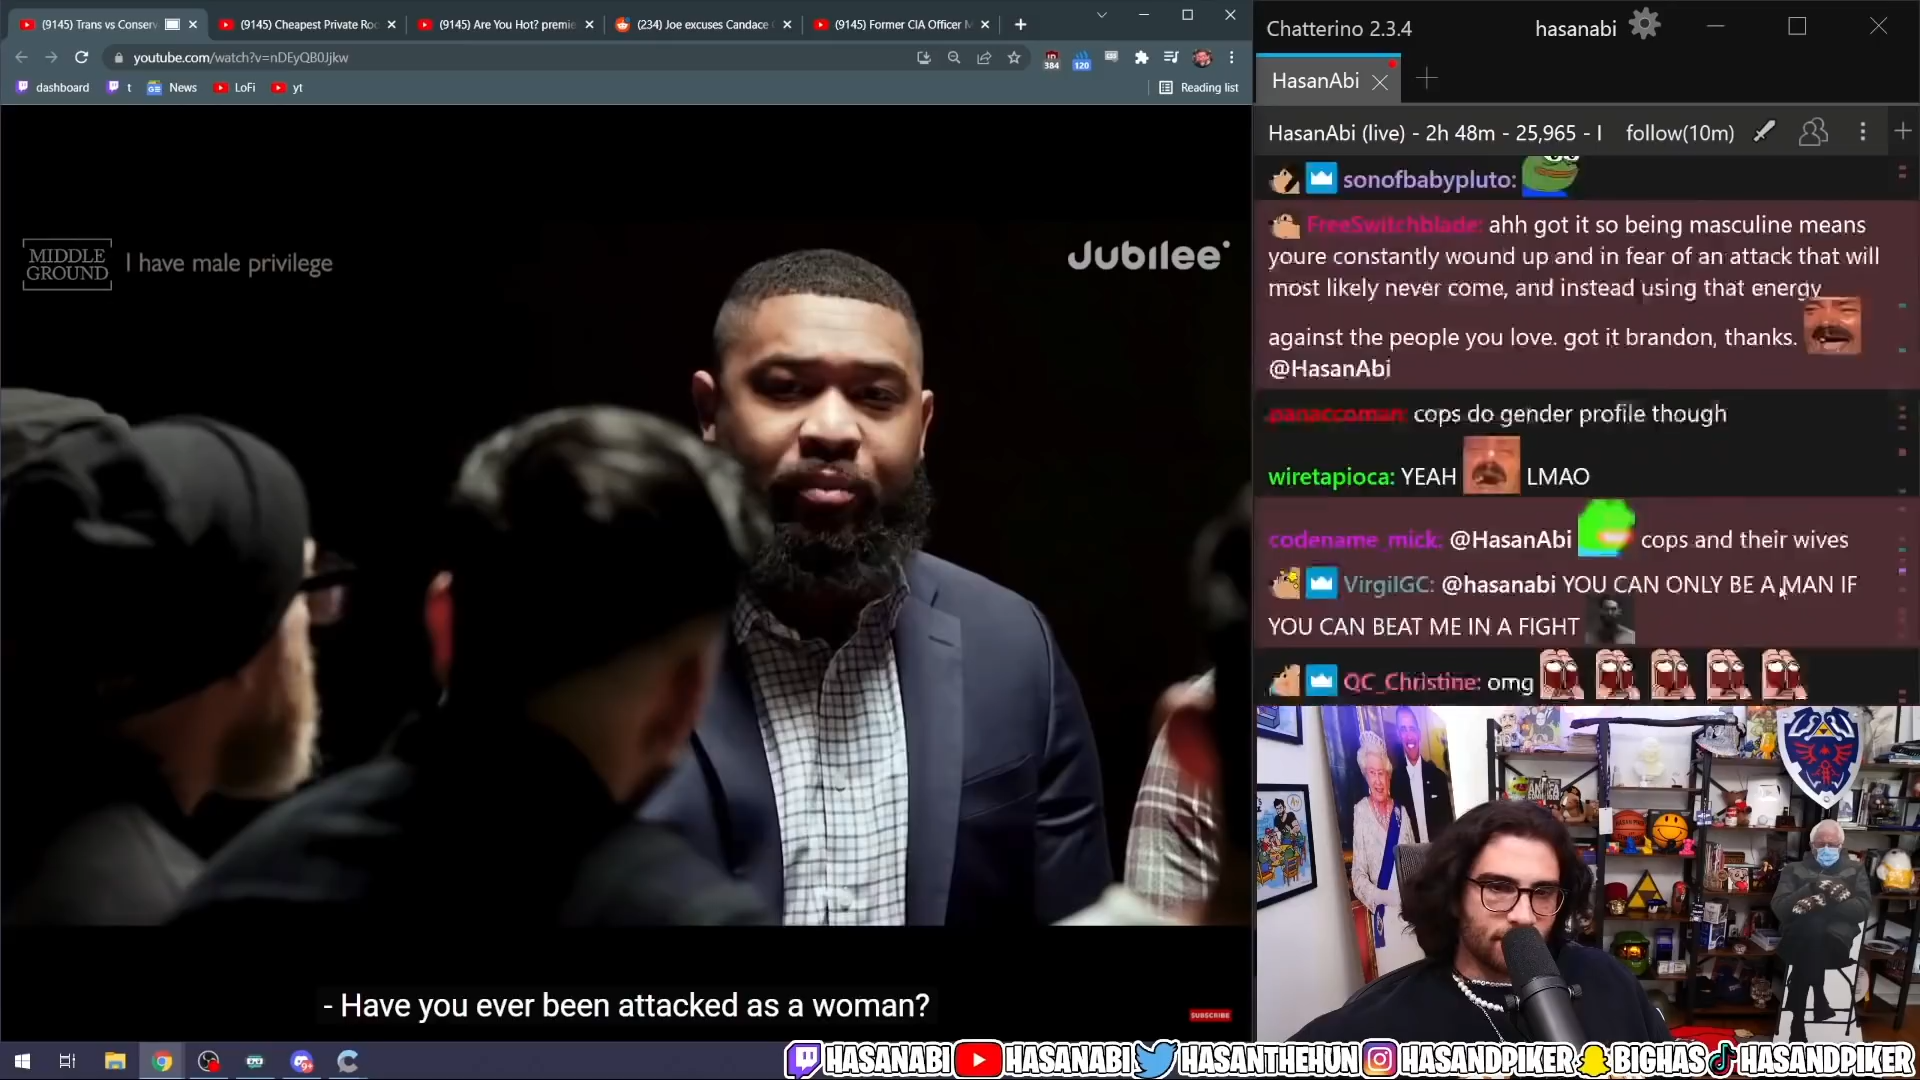 (9145) Trans vs Conserv
(9145) Cheapest Private Roo
(9145) Are You Hot? premie
(234) Joe excuses Candace
(9145) Former CIA Officer
youtube.com/watch?v=nDEyQB0Jjkw
384
120
dashboard
t
News
LoFi
yt
Reading list
MIDDLE
GROUND
I have male privilege
Jubilee
- Have you ever been attacked as a woman?
SUBSCRIBE
Chatterino 2.3.4
hasanabi
HasanAbi
HasanAbi (live) - 2h 48m - 25,965 - I
follow(10m)
sonofbabypluto:
FreeSwitchblade: ahh got it so being masculine means
youre constantly wound up and in fear of an attack that will
most likely never come, and instead using that energy
against the people you love. got it brandon, thanks.
@HasanAbi
panaccoman: cops do gender profile though
wiretapioca: YEAH LMAO
codename_mick: @HasanAbi cops and their wives
VirgilGC: @hasanabi YOU CAN ONLY BE A MAN IF
YOU CAN BEAT ME IN A FIGHT
QC_Christine: omg
HASANABI HASANABI HASANTHEHUN HASANDPIKER BIGHAS HASANDPIKER